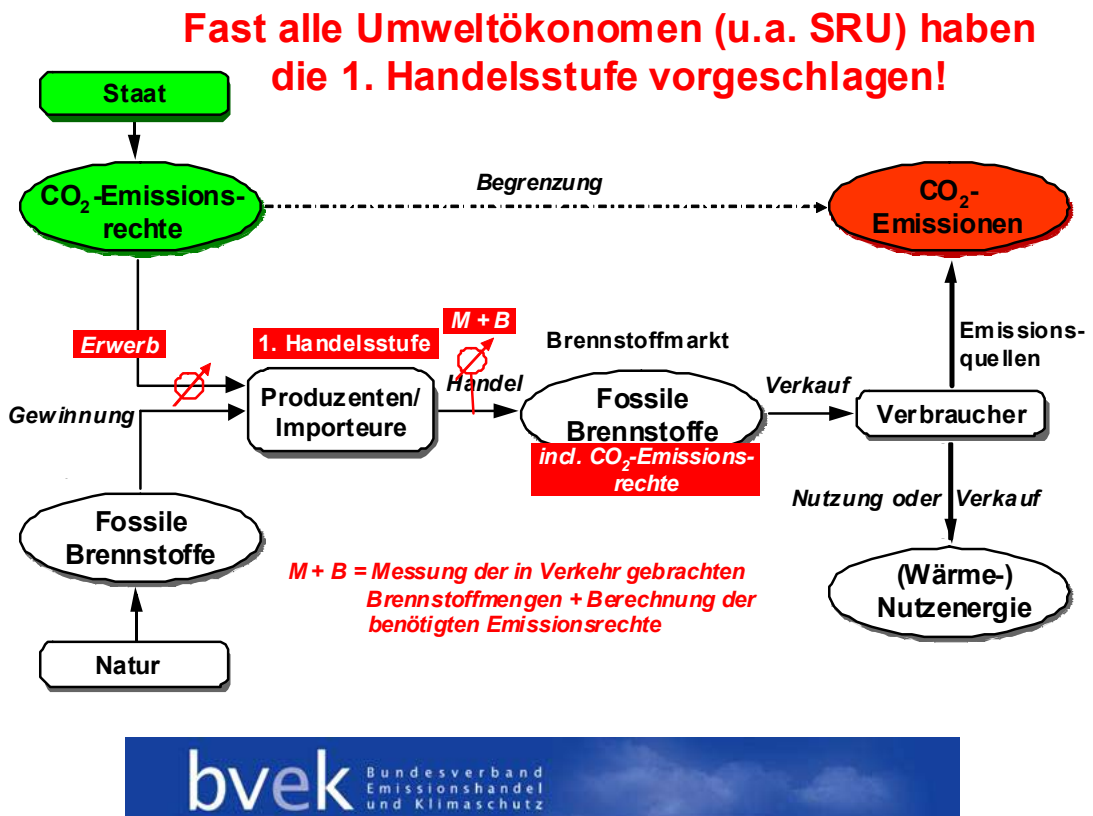 Fast alle Umweltökonomen (u.a. SRU) haben
die 1. Handelsstufe vorgeschlagen!
Staat
CO₂-Emissions-
rechte
Begrenzung
CO₂-
Emissionen
Erwerb
1. Handelsstufe
M + B
Brennstoffmarkt
Emissions-
quellen
Gewinnung
Produzenten/
Importeure
Handel
Fossile
Brennstoffe
incl. CO₂-Emissions-
rechte
Verkauf
Verbraucher
Nutzung oder Verkauf
Fossile
Brennstoffe
(Wärme-)
Nutzenergie
M + B = Messung der in Verkehr gebrachten
Brennstoffmengen + Berechnung der
benötigten Emissionsrechte
Natur
bvek
Bundesverband
Emissionshandel
und Klimaschutz